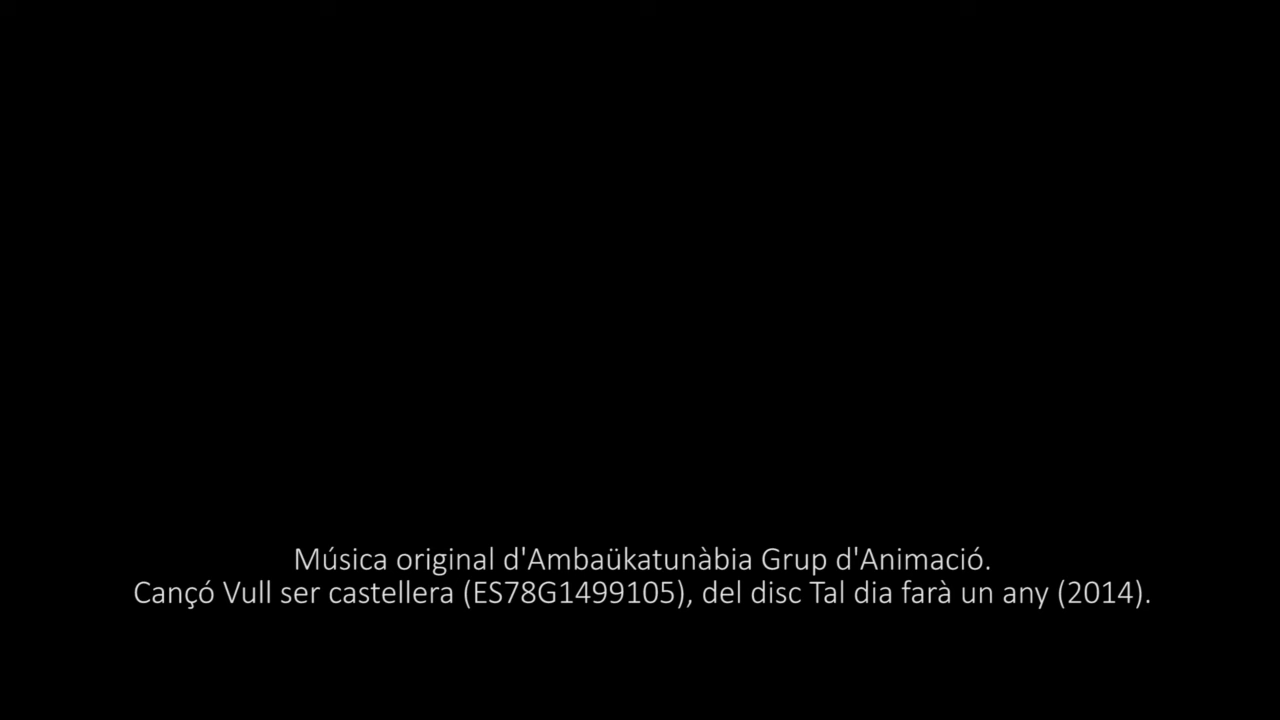 Música original d'Ambaükatunàbia Grup d'Animació.
Cançó Vull ser castellera (ES78G1499105), del disc Tal dia farà un any (2014).